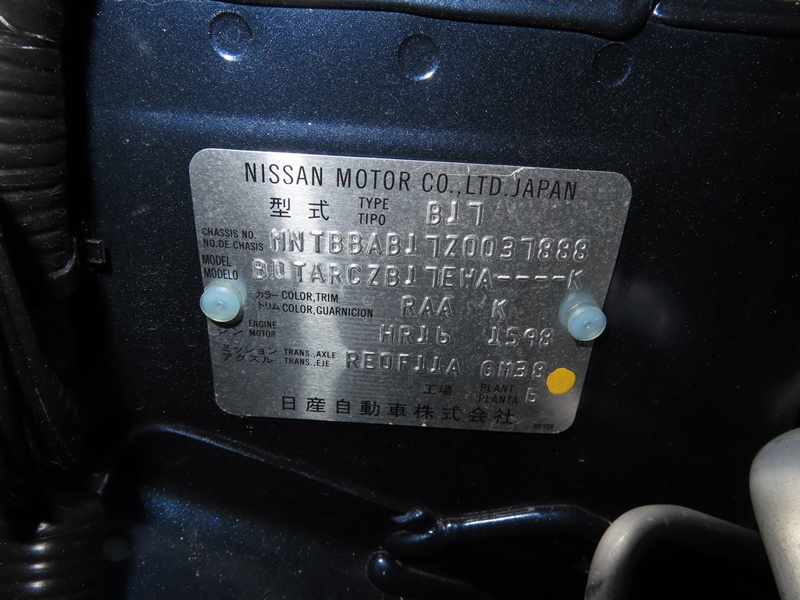 NISSAN MOTOR CO.,LTD.JAPAN
型式 TYPE TIPO B17
CHASSIS NO. NO.DE CHASIS MNTBBAB17Z0037888
MODEL MODELO BDTARCZB17EHA----K
カラー COLOR,TRIM トリム COLOR,GUARNICION RAA K
ENGINE MOTOR HR16 1598
ミッション TRANS.,AXLE アクスル TRANS.,EJE RE0F11A GM38
工場 PLANT PLANTA 6
日産自動車株式会社